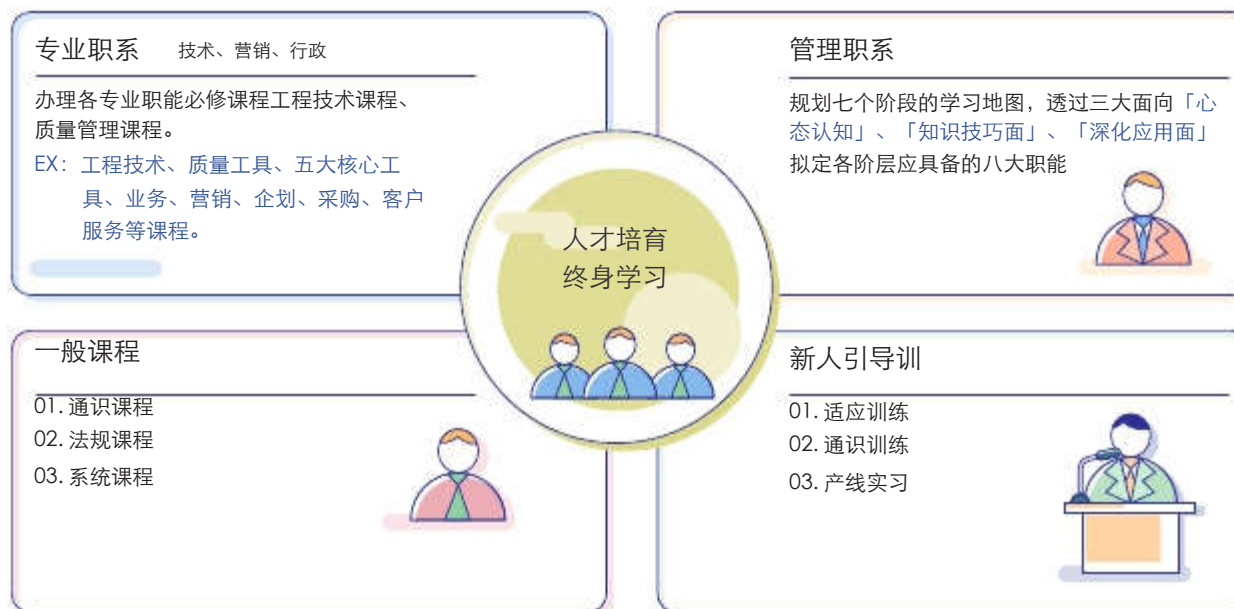 专业职系 技术、营销、行政
办理各专业职能必修课程工程技术课程、
质量管理课程。
EX：工程技术、质量工具、五大核心工
具、业务、营销、企划、采购、客户
服务等课程。
管理职系
规划七个阶段的学习地图，透过三大面向「心
态认知」、「知识技巧面」、「深化应用面」
拟定各阶层应具备的八大职能
人才培育
终身学习
一般课程
01. 通识课程
02. 法规课程
03. 系统课程
新人引导训
01. 适应训练
02. 通识训练
03. 产线实习